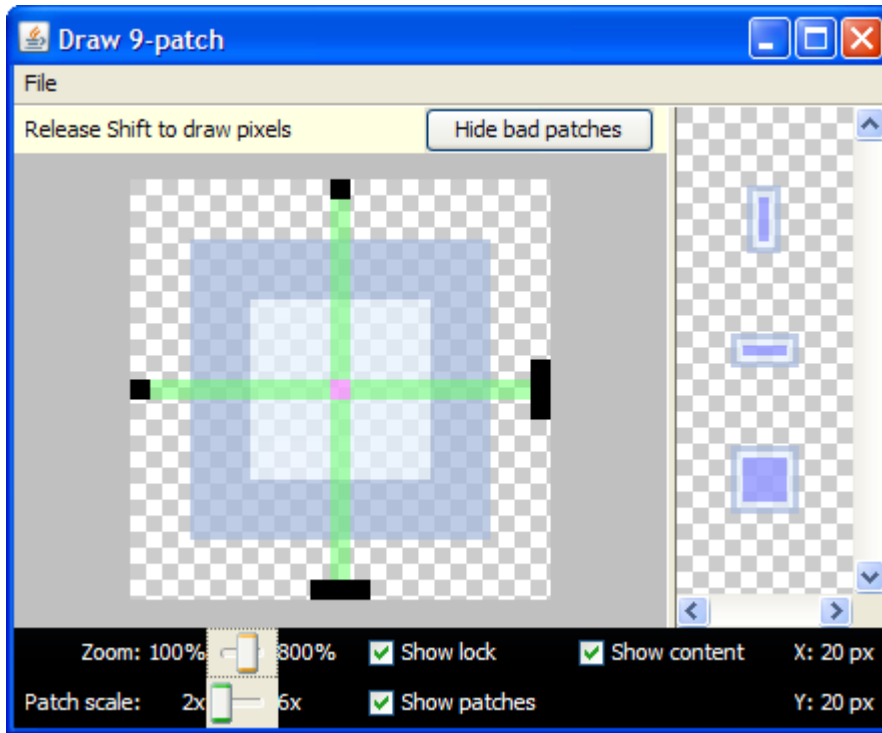 Draw 9-patch
File
Release Shift to draw pixels Hide bad patches
Zoom: 100% 800% Show lock Show content X: 20 px
Patch scale: 2x 6x Show patches Y: 20 px